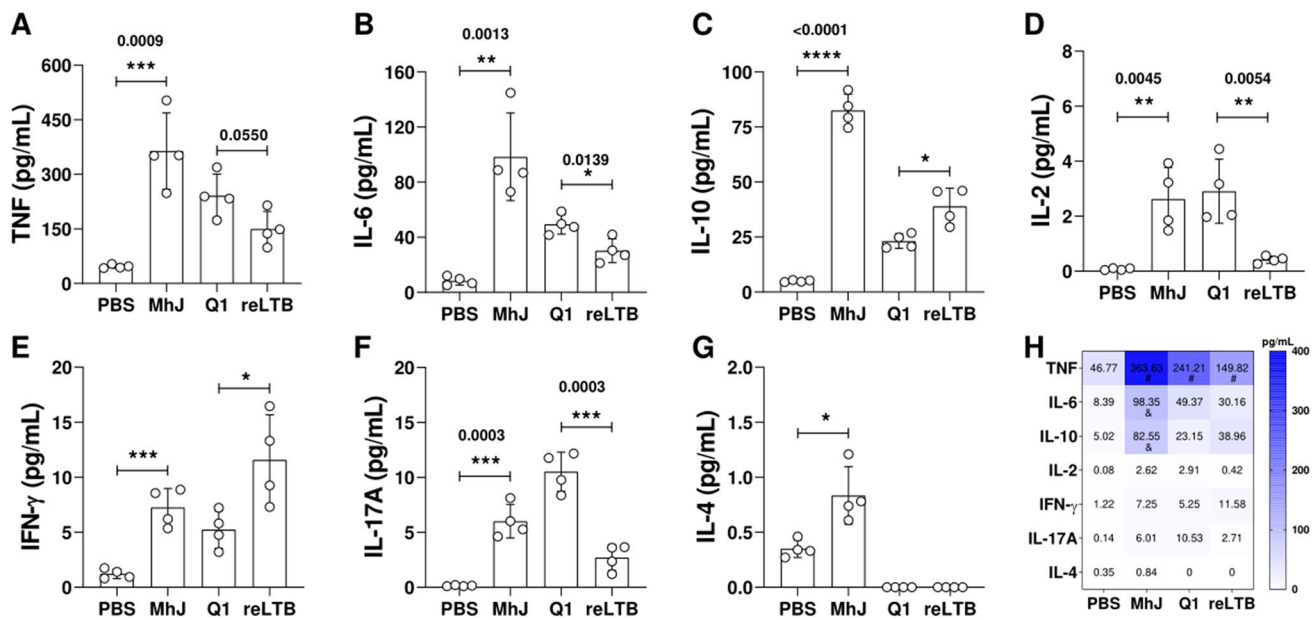 A
0.0009
***
0.0550
TNF (pg/mL)
600
450
300
150
0
PBS MhJ Q1 reLTB
B
0.0013
**
0.0139
*
IL-6 (pg/mL)
160
120
80
40
0
PBS MhJ Q1 reLTB
C
<0.0001
****
*
IL-10 (pg/mL)
100
75
50
25
0
PBS MhJ Q1 reLTB
D
0.0045 0.0054
** **
IL-2 (pg/mL)
8
6
4
2
0
PBS MhJ Q1 reLTB
E
*
***
IFN-γ (pg/mL)
20
15
10
5
0
PBS MhJ Q1 reLTB
F
0.0003
***
0.0003
***
IL-17A (pg/mL)
20
15
10
5
0
PBS MhJ Q1 reLTB
G
*
IL-4 (pg/mL)
2.0
1.5
1.0
0.5
0.0
PBS MhJ Q1 reLTB
H
pg/mL
TNF 46.77 363.63 241.21 149.82
# # #
IL-6 8.39 98.35 49.37 30.16
&
IL-10 5.02 82.55 23.15 38.96
&
IL-2 0.08 2.62 2.91 0.42
IFN-γ 1.22 7.25 5.25 11.58
IL-17A 0.14 6.01 10.53 2.71
IL-4 0.35 0.84 0 0
PBS MhJ Q1 reLTB
400
300
200
100
0